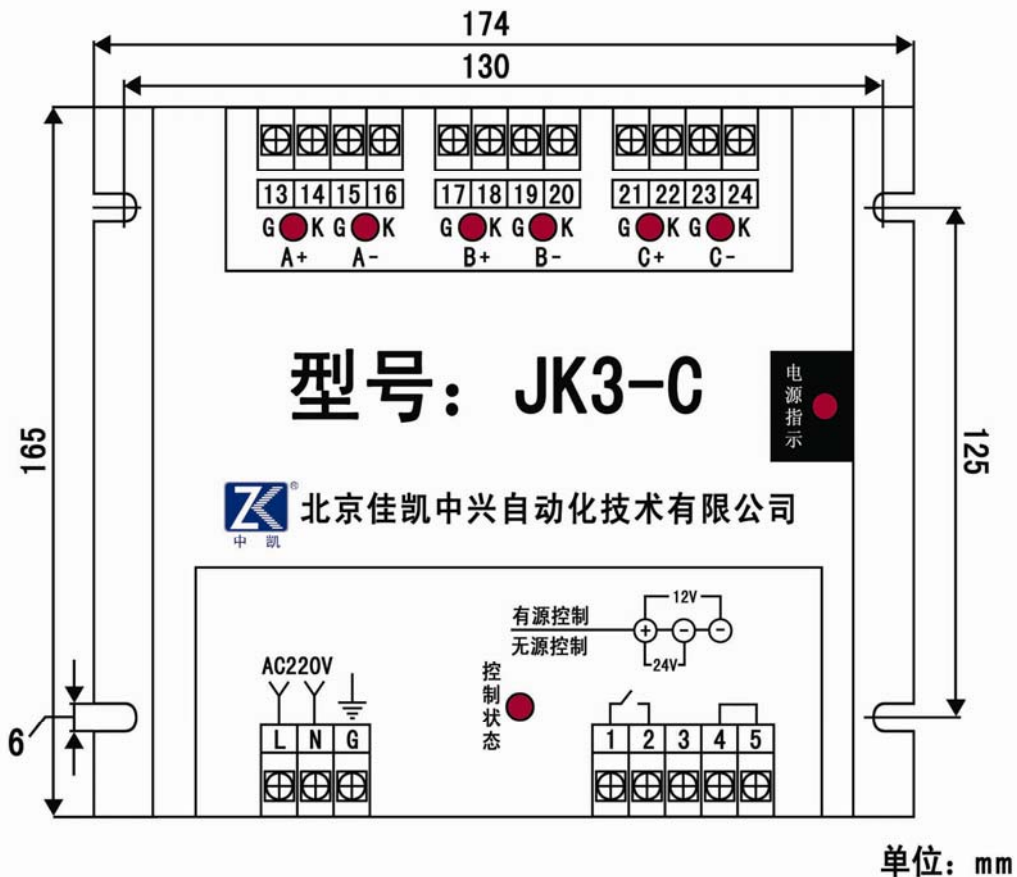 174
130
13 14 15 16
17 18 19 20
21 22 23 24
G K G K
G K G K
G K G K
A+ A-
B+ B-
C+ C-
型号：JK3-C
电源指示
165
125
ZK®
中凯
北京佳凯中兴自动化技术有限公司
12V
有源控制
无源控制
+ - -
24V
AC220V
控制状态
6
L N G
1 2 3 4 5
单位：mm